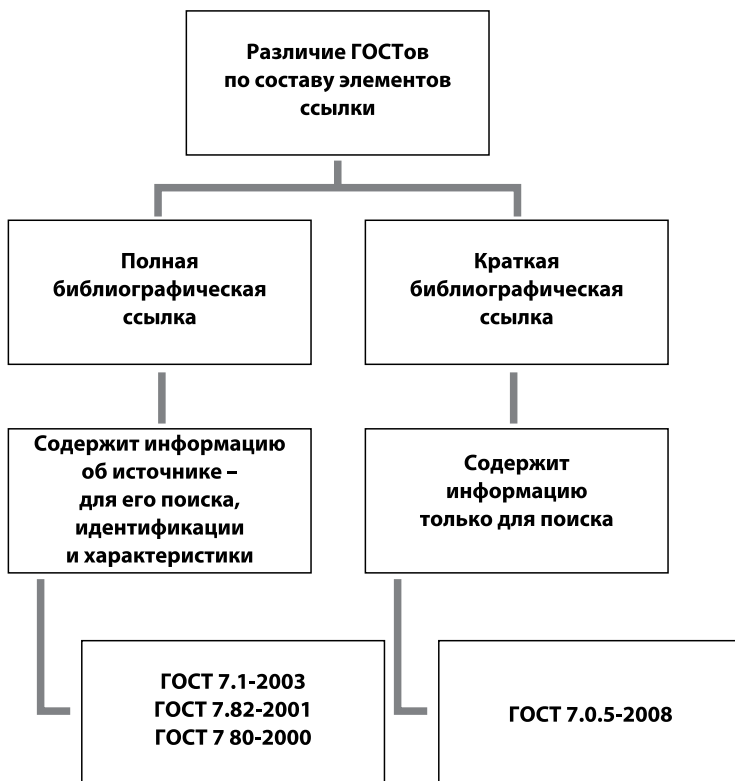 Различие ГОСТов
по составу элементов
ссылки
Полная
библиографическая
ссылка
Краткая
библиографическая
ссылка
Содержит информацию
об источнике –
для его поиска,
идентификации
и характеристики
Содержит
информацию
только для поиска
ГОСТ 7.1-2003
ГОСТ 7.82-2001
ГОСТ 7 80-2000
ГОСТ 7.0.5-2008